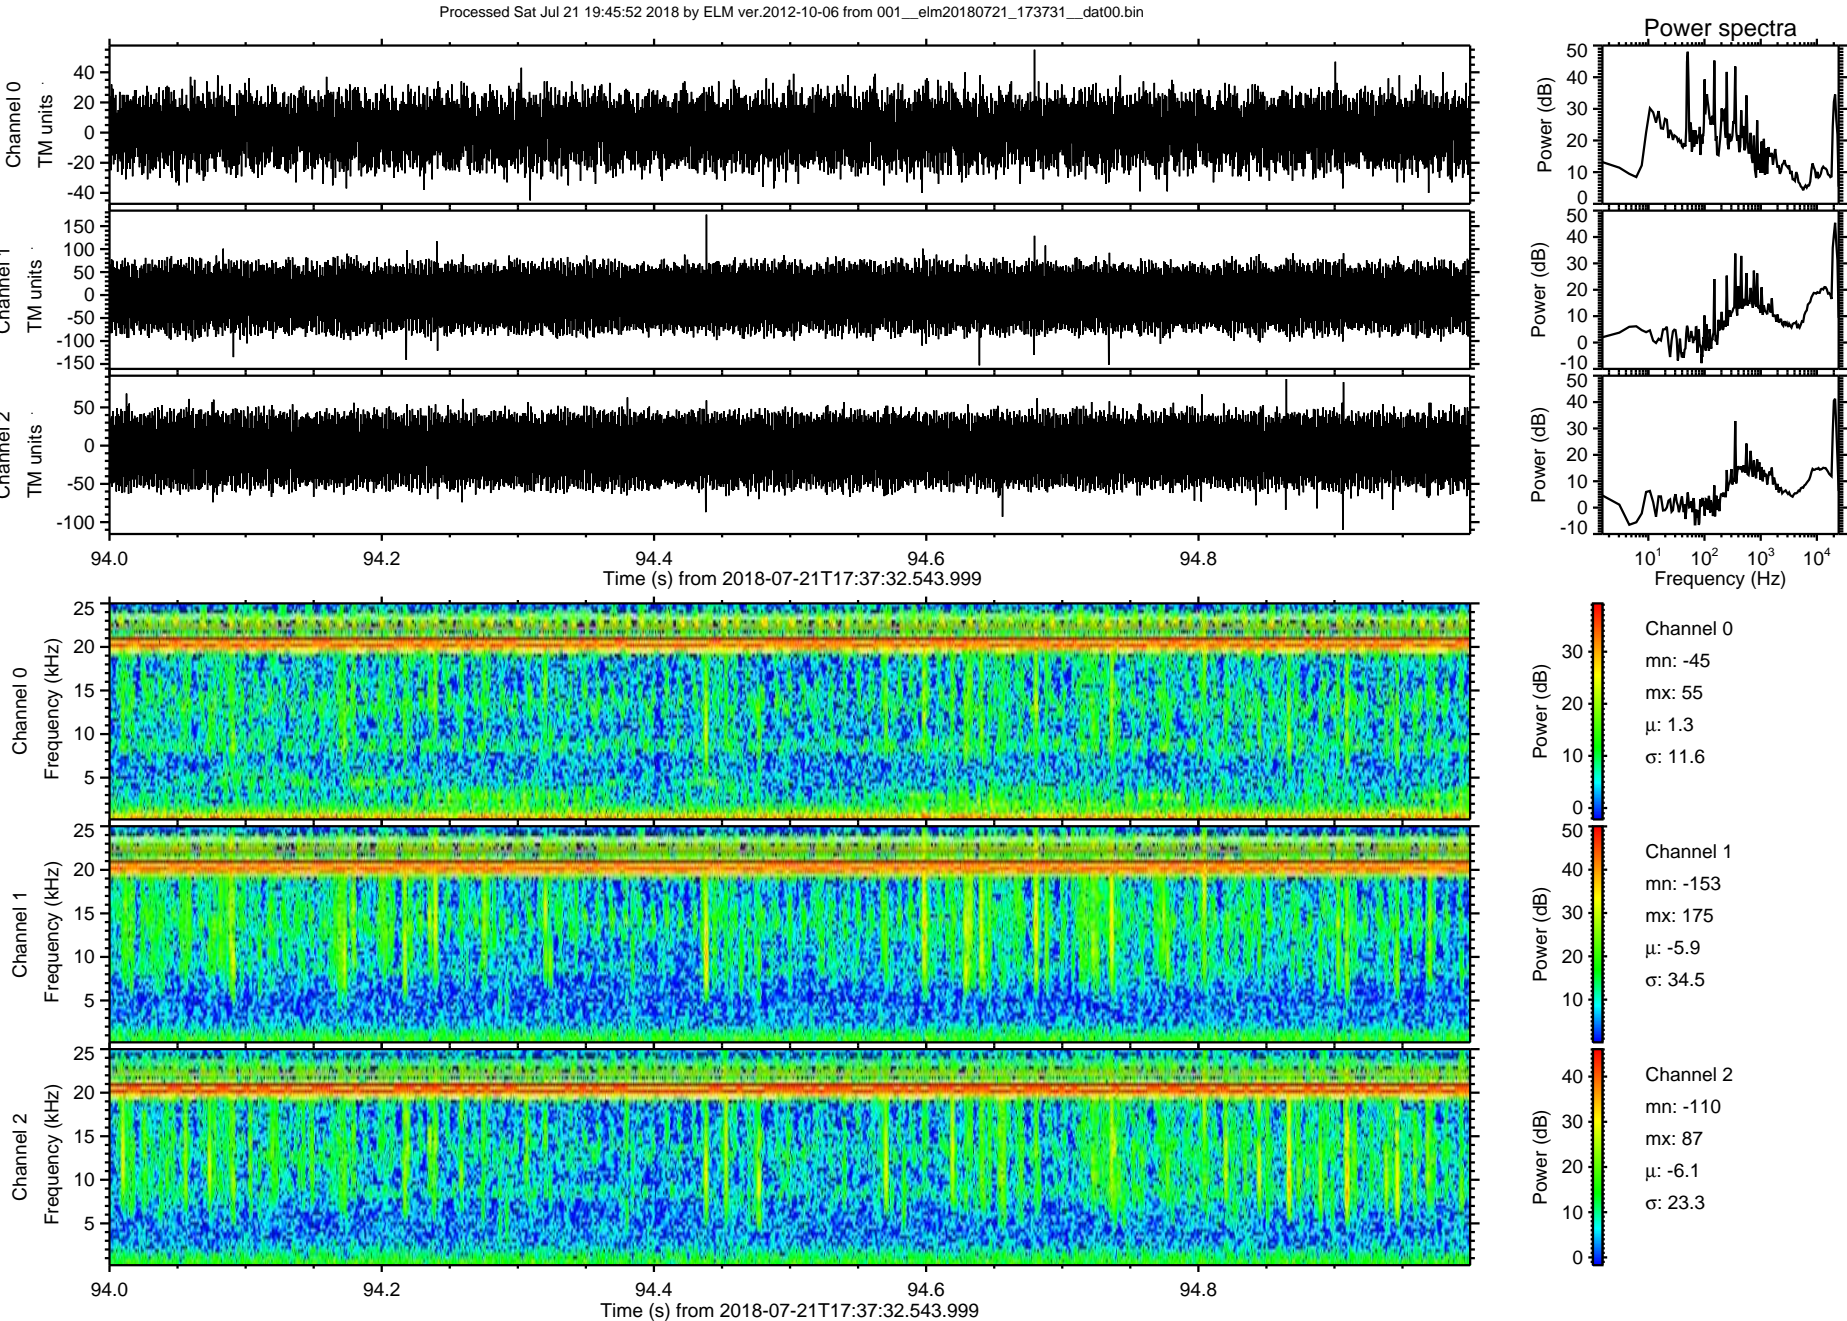 Processed Sat Jul 21 19:45:52 2018 by ELM ver.2012-10-06 from 001__elm20180721_173731__dat00.bin
Power spectra
Channel 0
TM units
40
20
0
-20
-40
Power (dB)
50
40
30
20
10
0
Channel 1
TM units
150
100
50
0
-50
-100
-150
Power (dB)
50
40
30
20
10
0
-10
Channel 2
TM units
50
0
-50
-100
Power (dB)
50
40
30
20
10
0
-10
94.0 94.2 94.4 94.6 94.8
Time (s) from 2018-07-21T17:37:32.543.999
10¹ 10² 10³ 10⁴
Frequency (Hz)
Channel 0
Frequency (kHz)
25
20
15
10
5
Power (dB)
30
20
10
0
Channel 0
mn: -45
mx: 55
μ: 1.3
σ: 11.6
Channel 1
Frequency (kHz)
25
20
15
10
5
Power (dB)
50
40
30
20
10
Channel 1
mn: -153
mx: 175
μ: -5.9
σ: 34.5
Channel 2
Frequency (kHz)
25
20
15
10
5
Power (dB)
40
30
20
10
0
Channel 2
mn: -110
mx: 87
μ: -6.1
σ: 23.3
94.0 94.2 94.4 94.6 94.8
Time (s) from 2018-07-21T17:37:32.543.999